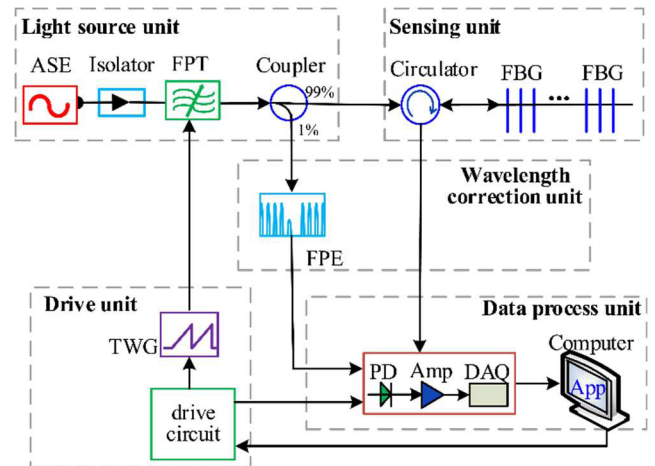 Light source unit
Sensing unit
ASE
Isolator
FPT
Coupler
99%
1%
Circulator
FBG
...
FBG
Wavelength
correction unit
FPE
Drive unit
TWG
drive
circuit
Data process unit
Computer
PD
Amp
DAQ
App